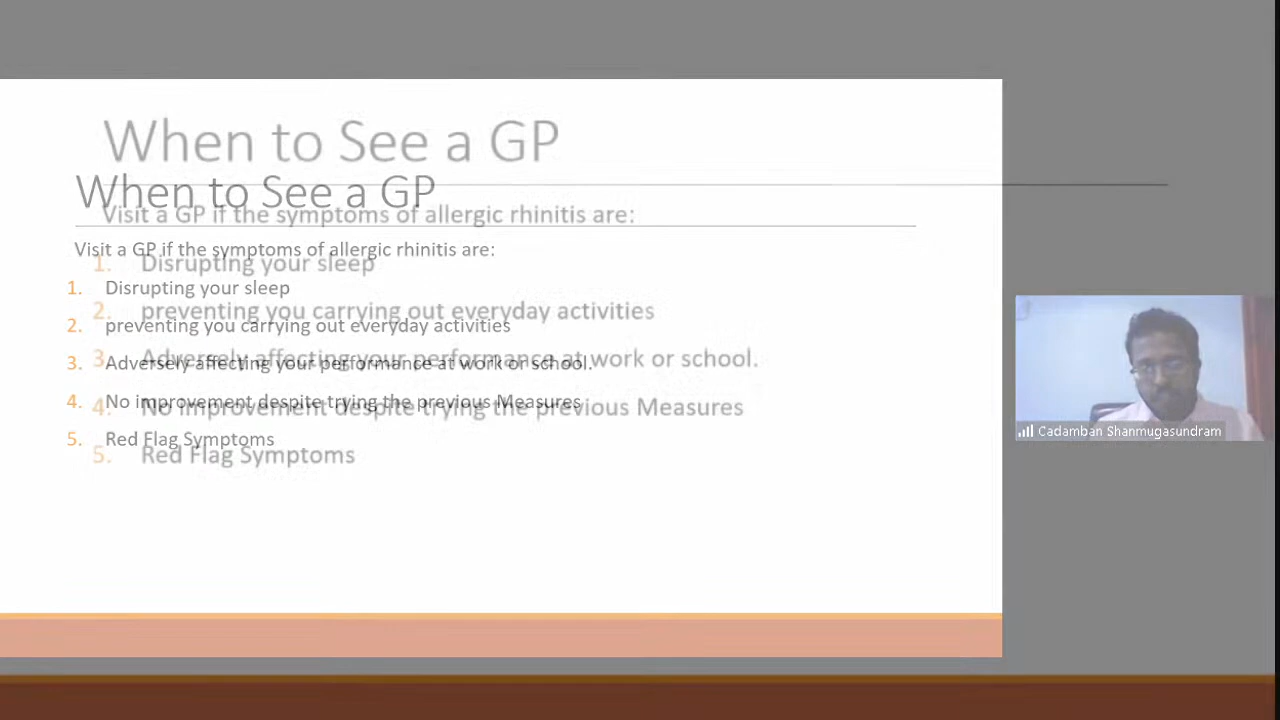 When to See a GP
When to See a GP
Visit a GP if the symptoms of allergic rhinitis are:
Visit a GP if the symptoms of allergic rhinitis are:
1. Disrupting your sleep
1. Disrupting your sleep
2. preventing you carrying out everyday activities
2. preventing you carrying out everyday activities
3. Adversely affecting your performance at work or school.
3. Adversely affecting your performance at work or school.
4. No improvement despite trying the previous Measures
4. No improvement despite trying the previous Measures
5. Red Flag Symptoms
5. Red Flag Symptoms
Cadamban Shanmugasundram